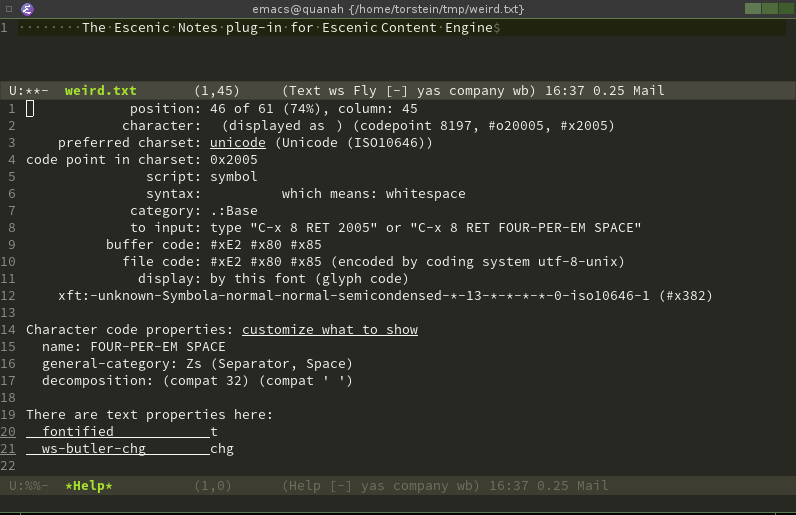 emacs@quanah {/home/torstein/tmp/weird.txt}
1 ········The·Escenic·Notes·plug-in·for·Escenic Content Engine$
U:**-  weird.txt       (1,45)     (Text ws Fly [-] yas company wb) 16:37 0.25 Mail
1              position: 46 of 61 (74%), column: 45
2             character:   (displayed as  ) (codepoint 8197, #o20005, #x2005)
3     preferred charset: unicode (Unicode (ISO10646))
4 code point in charset: 0x2005
5                script: symbol
6                syntax:          which means: whitespace
7              category: .:Base
8              to input: type "C-x 8 RET 2005" or "C-x 8 RET FOUR-PER-EM SPACE"
9           buffer code: #xE2 #x80 #x85
10            file code: #xE2 #x80 #x85 (encoded by coding system utf-8-unix)
11              display: by this font (glyph code)
12    xft:-unknown-Symbola-normal-normal-semicondensed-*-13-*-*-*-*-0-iso10646-1 (#x382)
13
14 Character code properties: customize what to show
15   name: FOUR-PER-EM SPACE
16   general-category: Zs (Separator, Space)
17   decomposition: (compat 32) (compat ' ')
18
19 There are text properties here:
20   fontified            t
21   ws-butler-chg        chg
22
U:%%-  *Help*          (1,0)      (Help [-] yas company wb) 16:37 0.25 Mail